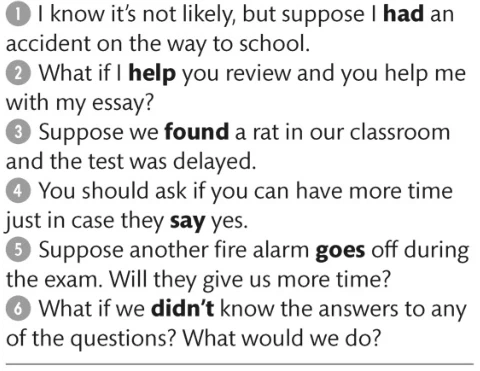 1 I know it's not likely, but suppose I had an
accident on the way to school.
2 What if I help you review and you help me
with my essay?
3 Suppose we found a rat in our classroom
and the test was delayed.
4 You should ask if you can have more time
just in case they say yes.
5 Suppose another fire alarm goes off during
the exam. Will they give us more time?
6 What if we didn't know the answers to any
of the questions? What would we do?